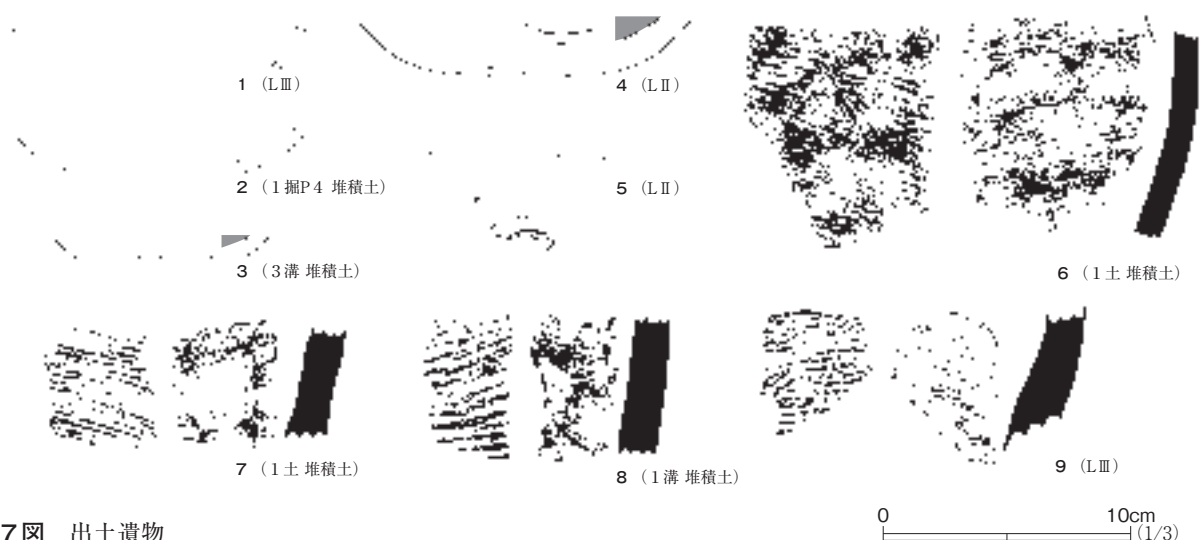 1 (LⅢ)
2 (1掘P4 堆積土)
3 (3溝 堆積土)
4 (LⅡ)
5 (LⅡ)
6 (1土 堆積土)
7 (1土 堆積土)
8 (1溝 堆積土)
9 (LⅢ)
7図 出土遺物
0 10cm
(1/3)